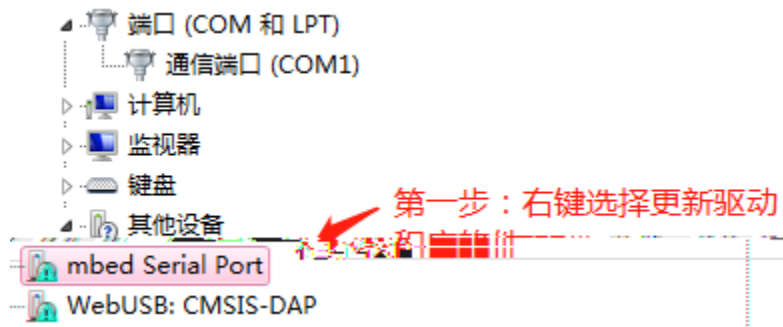 端口 (COM 和 LPT)
通信端口 (COM1)
计算机
监视器
键盘
第一步：右键选择更新驱动
其他设备
mbed Serial Port
WebUSB: CMSIS-DAP